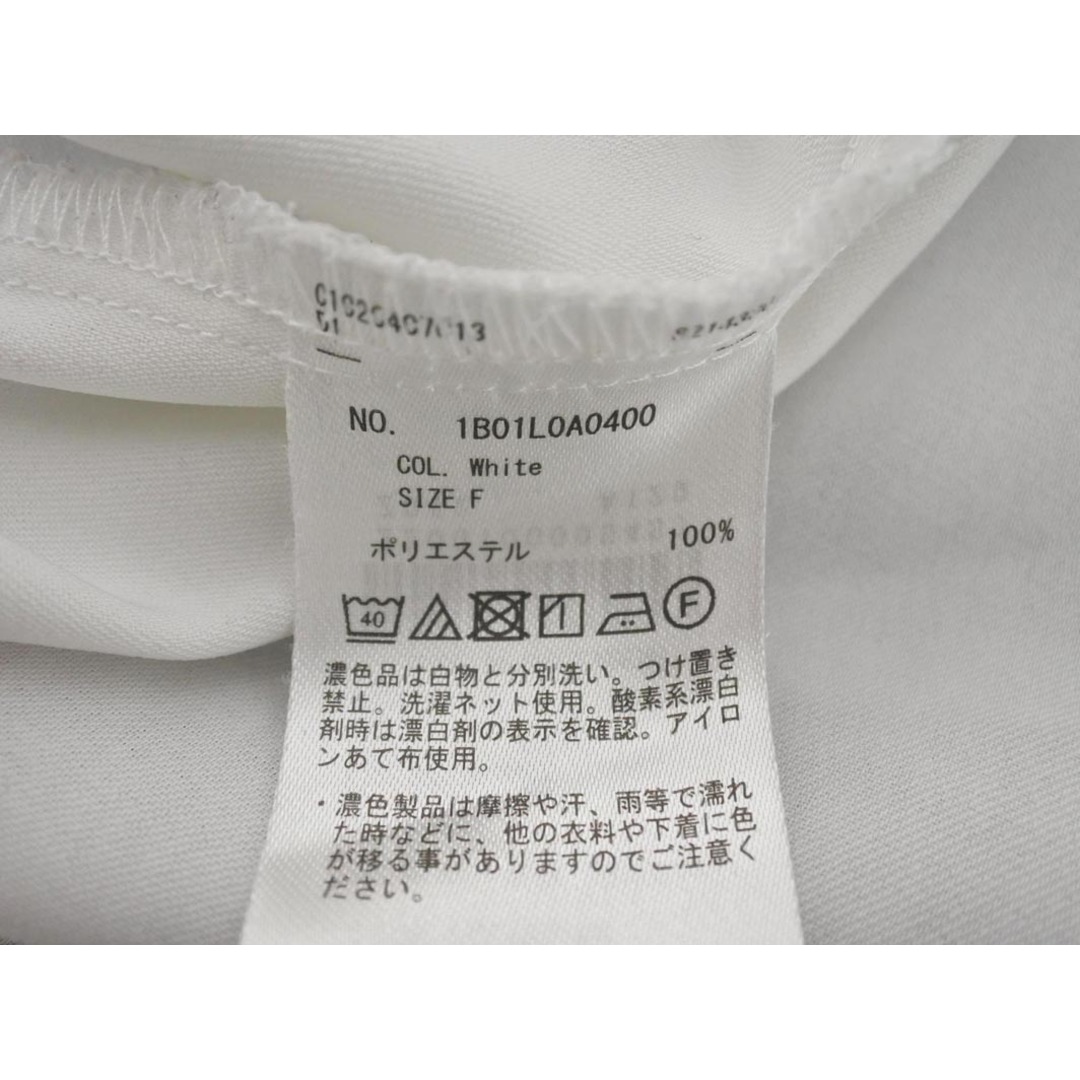 NO. 1B01L0A0400
COL. White
SIZE F
ポリエステル 100%
40
F
濃色品は白物と分別洗い。つけ置き
禁止。洗濯ネット使用。酸素系漂白
剤時は漂白剤の表示を確認。アイロ
ンあて布使用。
・濃色製品は摩擦や汗、雨等で濡れ
た時などに、他の衣料や下着に色
が移る事がありますのでご注意く
ださい。